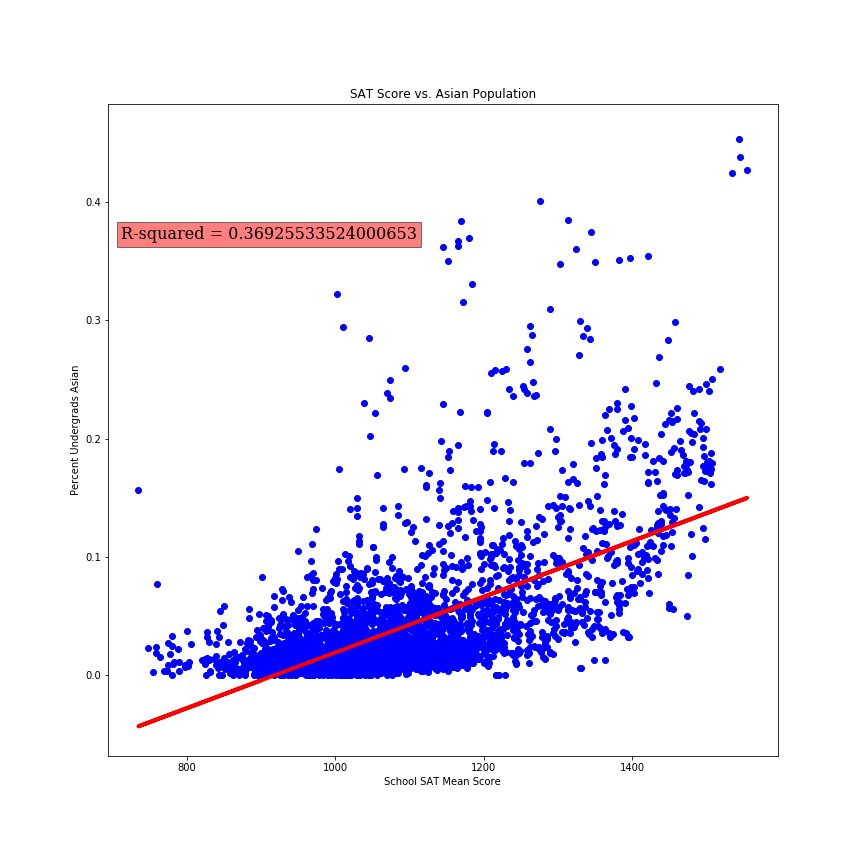 SAT Score vs. Asian Population
R-squared = 0.36925533524000653
Percent Undergrads Asian
0.4
0.3
0.2
0.1
0.0
800 1000 1200 1400
School SAT Mean Score